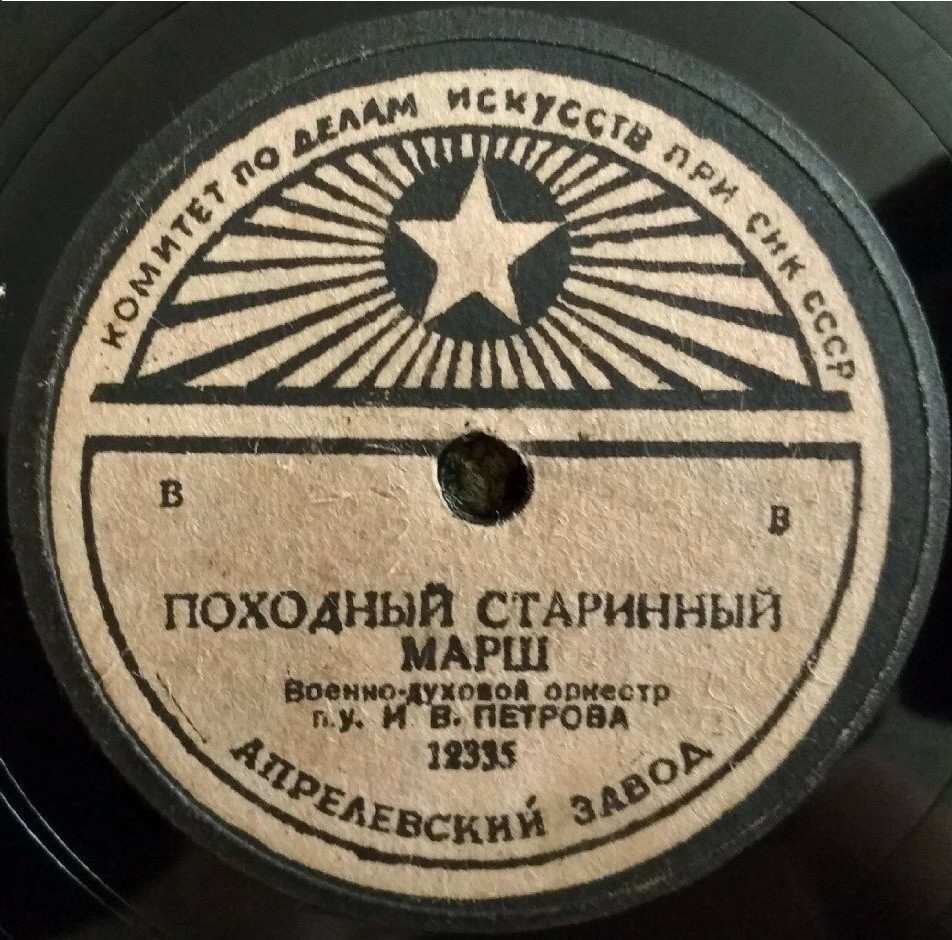 КОМИТЕТ ПО ДЕЛАМ ИСКУССТВ ПРИ СНК СССР
В В
ПОХОДНЫЙ СТАРИННЫЙ
МАРШ
Военно-духовой оркестр
п.у. И В. ПЕТРОВА
12335
АПРЕЛЕВСКИЙ ЗАВОД